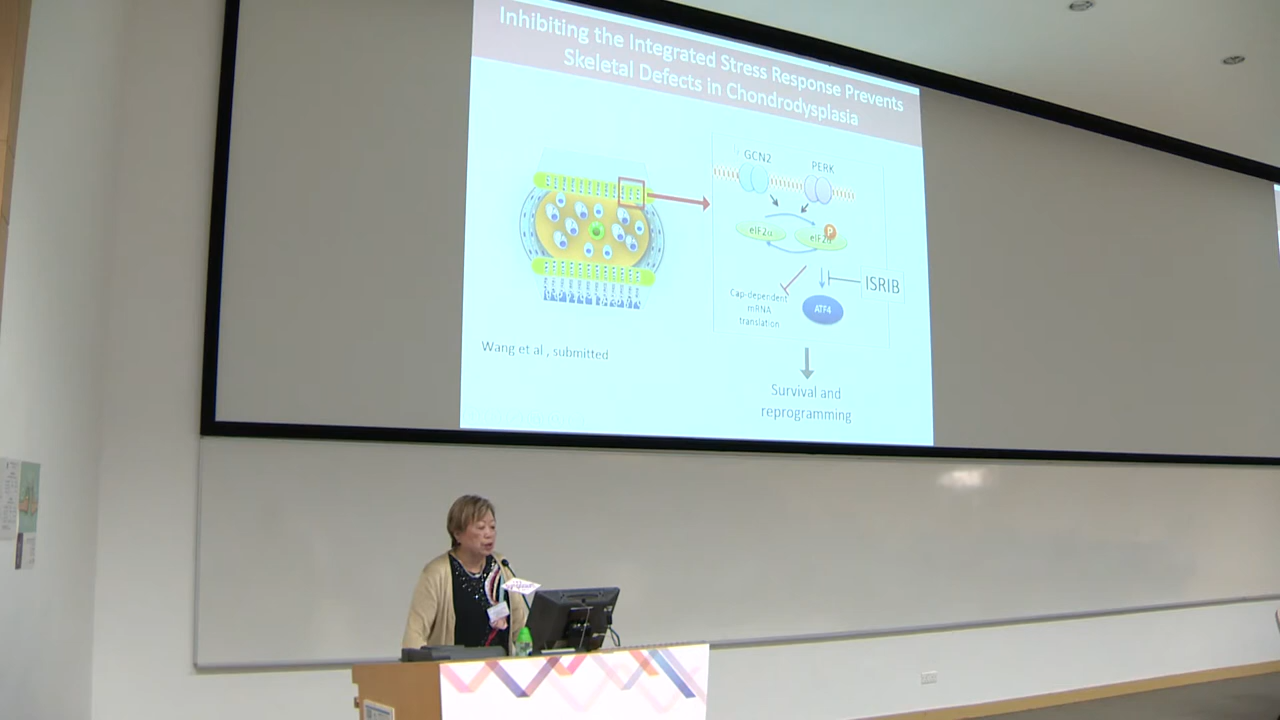 Inhibiting the Integrated Stress Response Prevents
Skeletal Defects in Chondrodysplasia
GCN2
PERK
eIF2α
eIF2α
P
ISRIB
Cap-dependent
mRNA
translation
ATF4
Wang et al , submitted
Survival and
reprogramming